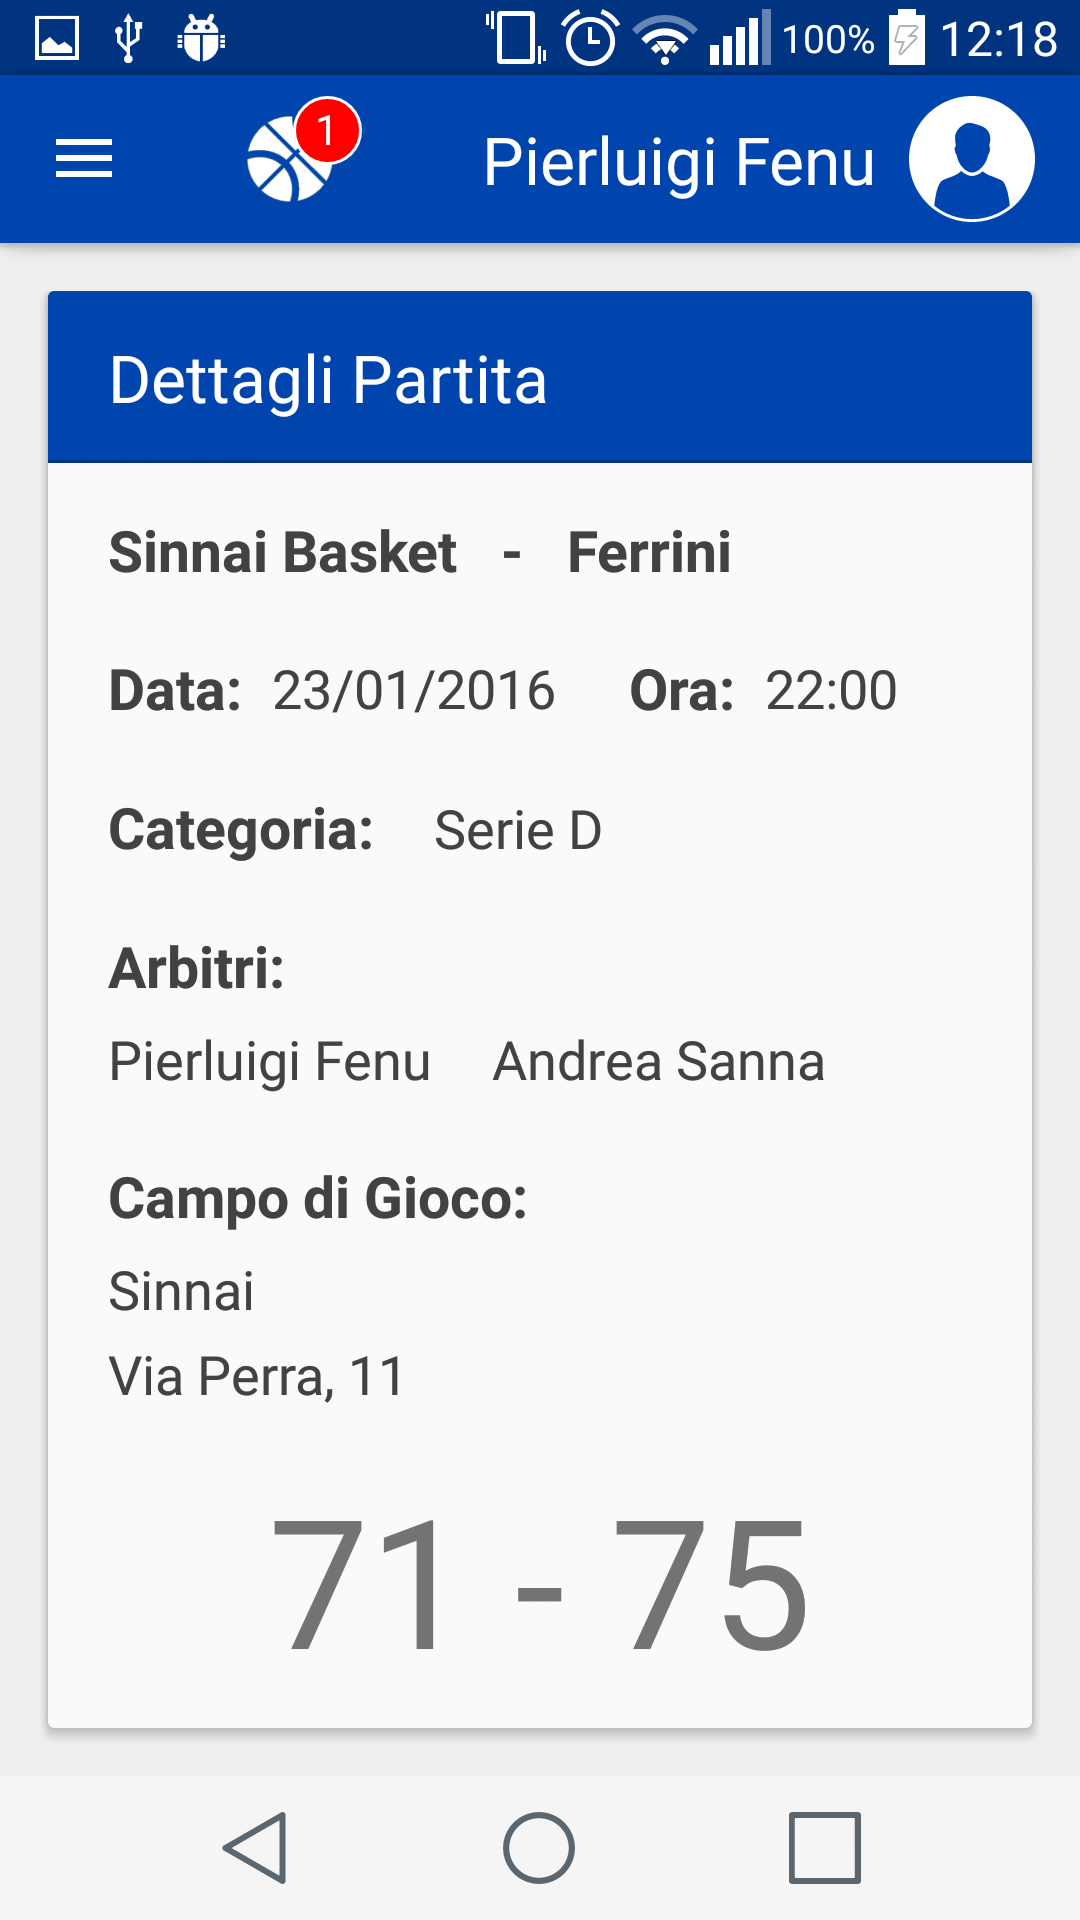 100% 12:18
1 Pierluigi Fenu
Dettagli Partita
Sinnai Basket - Ferrini
Data: 23/01/2016 Ora: 22:00
Categoria: Serie D
Arbitri:
Pierluigi Fenu Andrea Sanna
Campo di Gioco:
Sinnai
Via Perra, 11
71 - 75